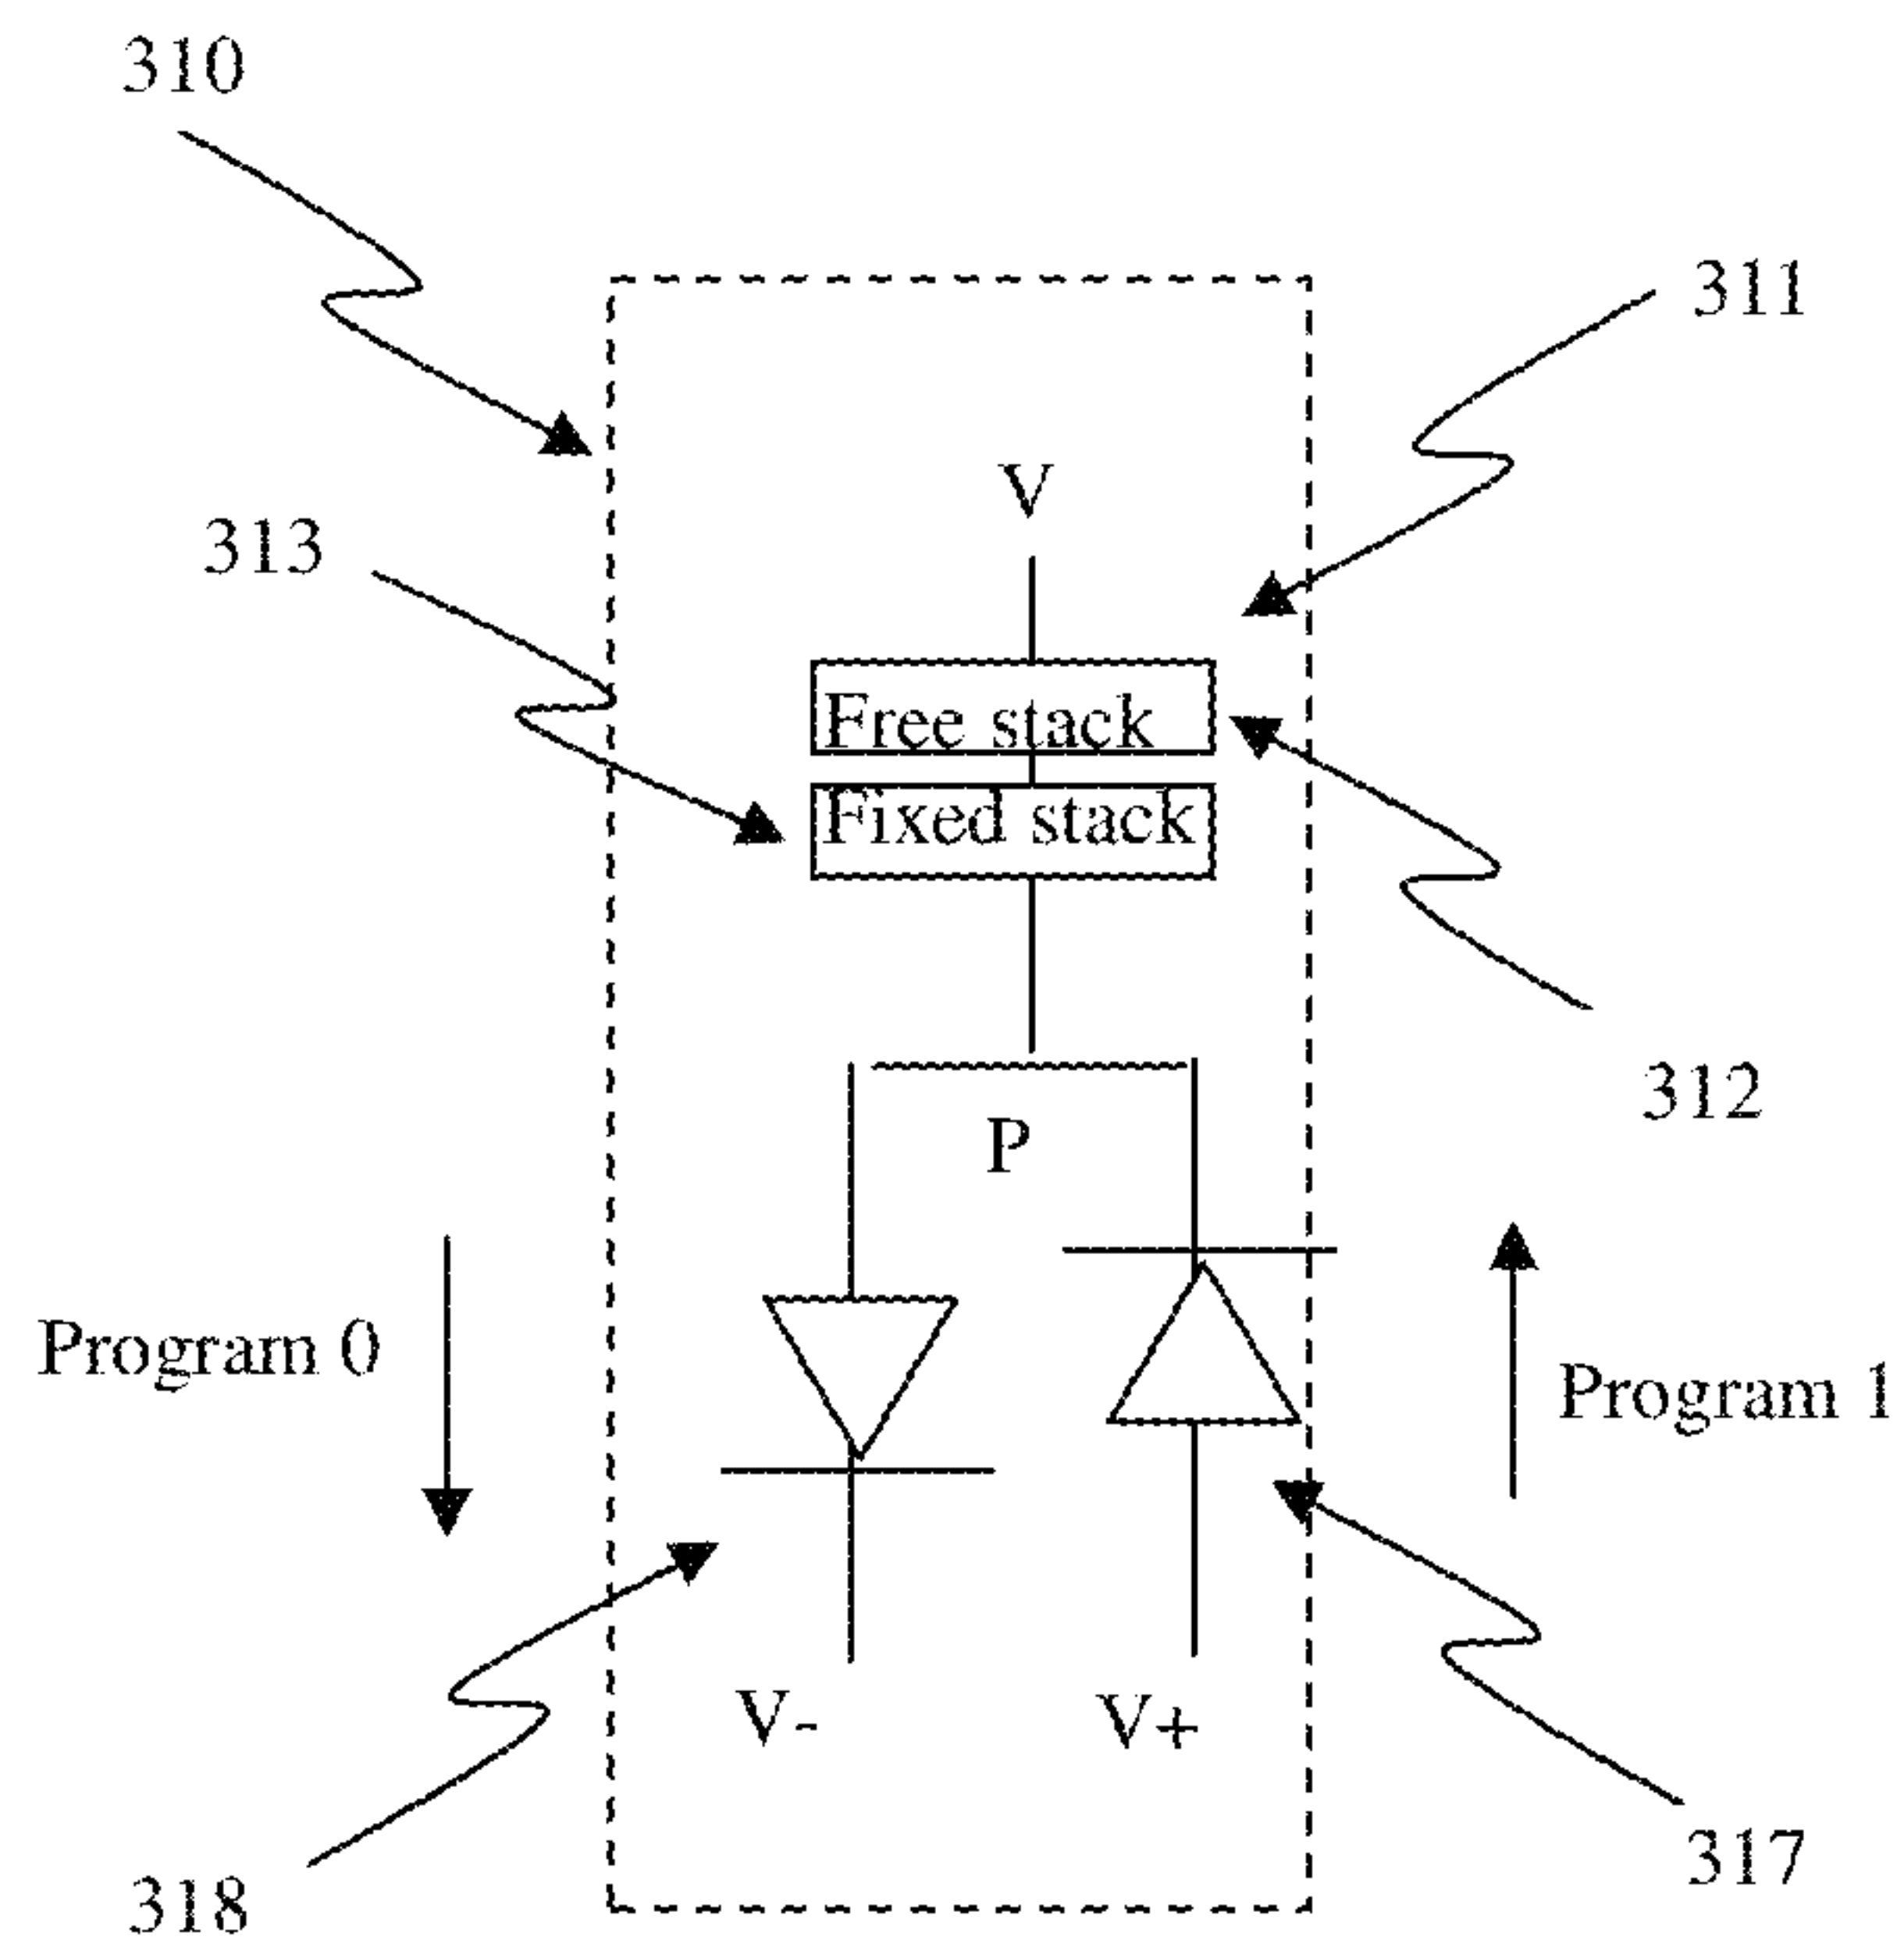 310
311
V
313
Free stack
Fixed stack
312
P
Program 0
Program 1
V-
V+
317
318